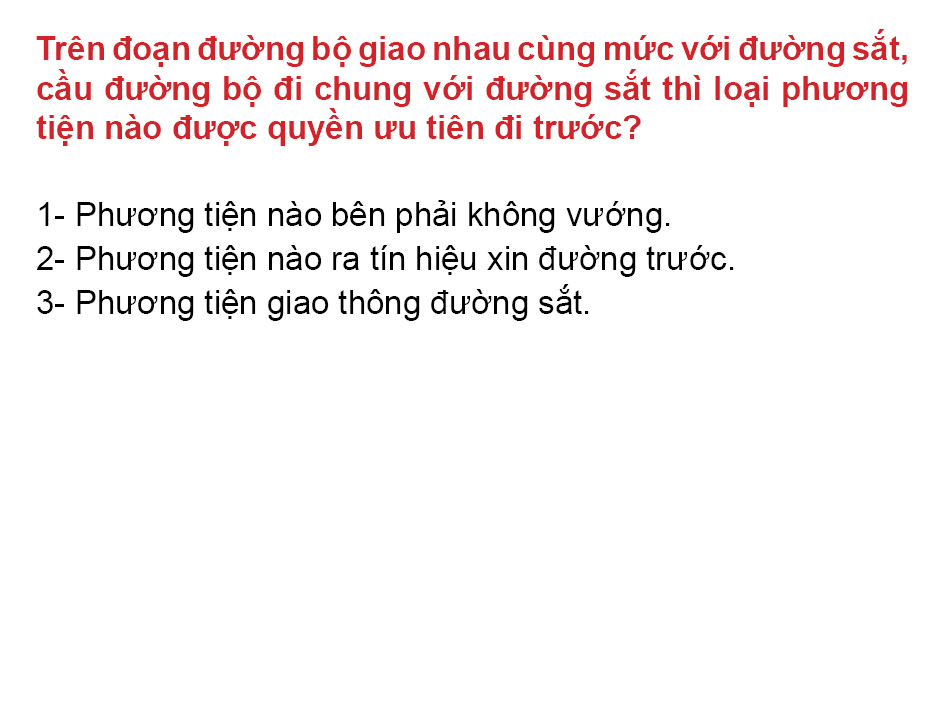 Trên đoạn đường bộ giao nhau cùng mức với đường sắt,
cầu đường bộ đi chung với đường sắt thì loại phương
tiện nào được quyền ưu tiên đi trước?
1- Phương tiện nào bên phải không vướng.
2- Phương tiện nào ra tín hiệu xin đường trước.
3- Phương tiện giao thông đường sắt.